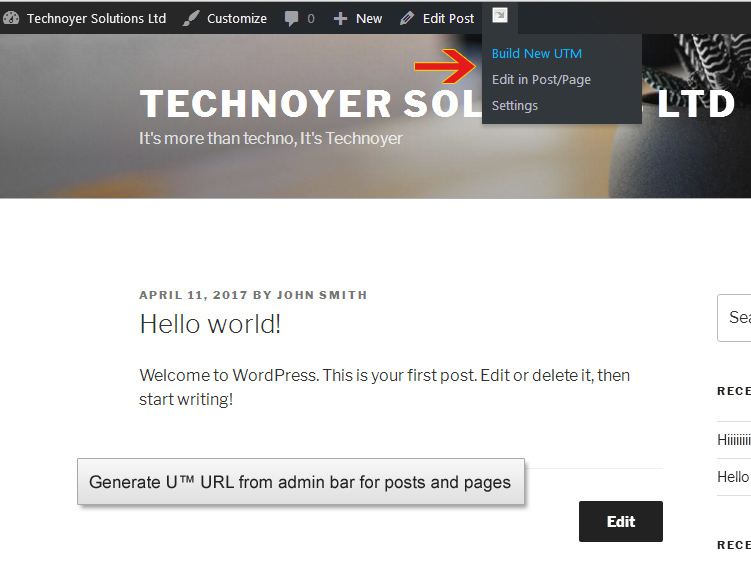 Technoyer Solutions Ltd Customize 0 New Edit Post
Build New UTM
Edit in Post/Page
Settings
TECHNOYER SOL LTD
It's more than techno, It's Technoyer
APRIL 11, 2017 BY JOHN SMITH
Hello world!
Welcome to WordPress. This is your first post. Edit or delete it, then
start writing!
Sea
RECE
Hiiiiiiii
Hello
Generate U™ URL from admin bar for posts and pages
Edit
RECE